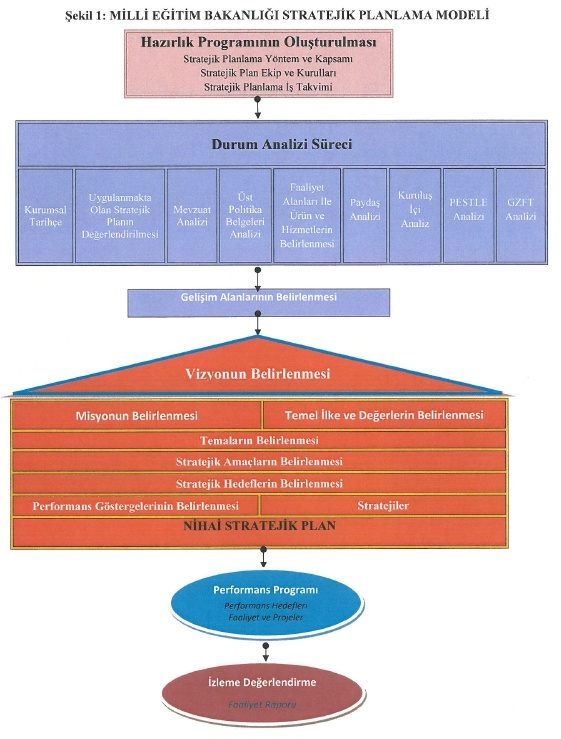 Şekil 1: MİLLİ EĞİTİM BAKANLIĞI STRATEJİK PLANLAMA MODELİ
Hazırlık Programının Oluşturulması
Stratejik Planlama Yöntem ve Kapsamı
Stratejik Plan Ekip ve Kurulları
Stratejik Planlama İş Takvimi
Durum Analizi Süreci
Kurumsal
Tarihçe
Uygulanmakta
Olan Stratejik
Planın
Değerlendirilmesi
Mevzuat
Analizi
Üst
Politika
Belgeleri
Analizi
Faaliyet
Alanları İle
Ürün ve
Hizmetlerin
Belirlenmesi
Paydaş
Analizi
Kuruluş
İçi
Analiz
PESTLE
Analizi
GZFT
Analizi
Gelişim Alanlarının Belirlenmesi
Vizyonun Belirlenmesi
Misyonun Belirlenmesi
Temel İlke ve Değerlerin Belirlenmesi
Temaların Belirlenmesi
Stratejik Amaçların Belirlenmesi
Stratejik Hedeflerin Belirlenmesi
Performans Göstergelerinin Belirlenmesi
Stratejiler
NİHAİ STRATEJİK PLAN
Performans Programı
Performans Hedefleri
Faaliyet ve Projeler
İzleme Değerlendirme
Faaliyet Raporu